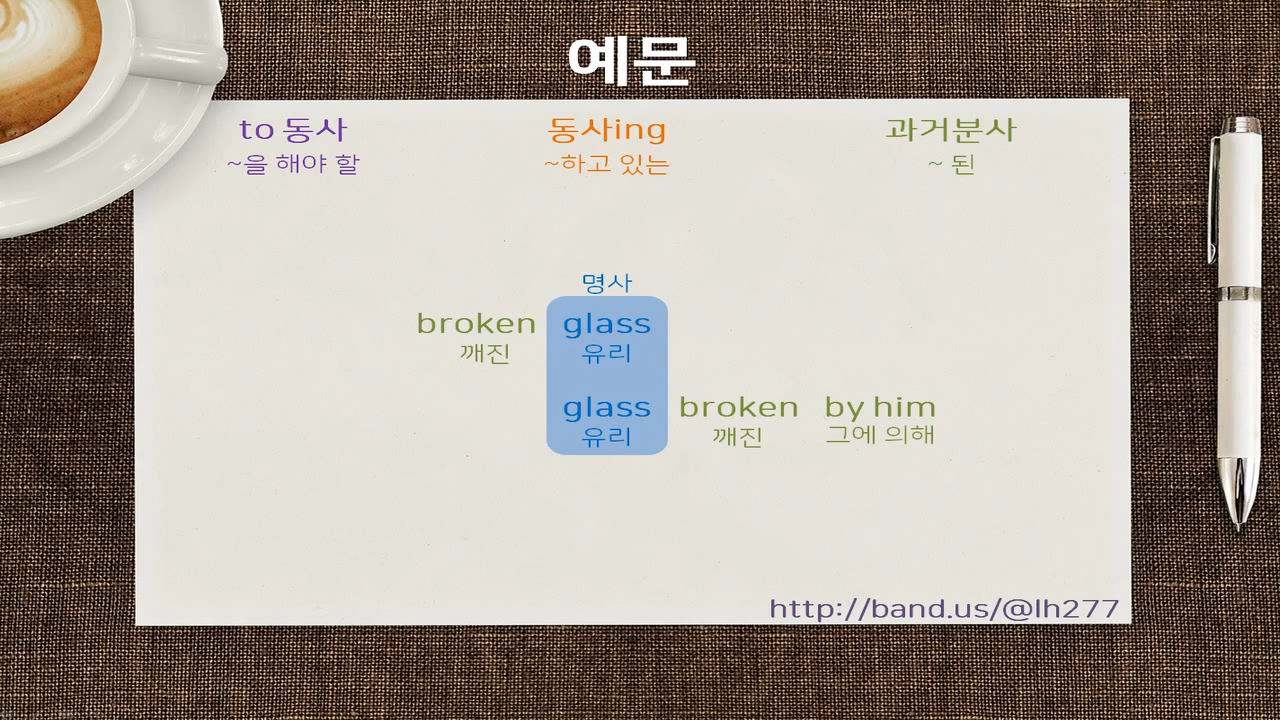 예문
to 동사 동사ing 과거분사
~을 해야 할 ~하고 있는 ~ 된
명사
broken glass
깨진 유리
glass broken by him
유리 깨진 그에 의해
http://band.us/@lh277